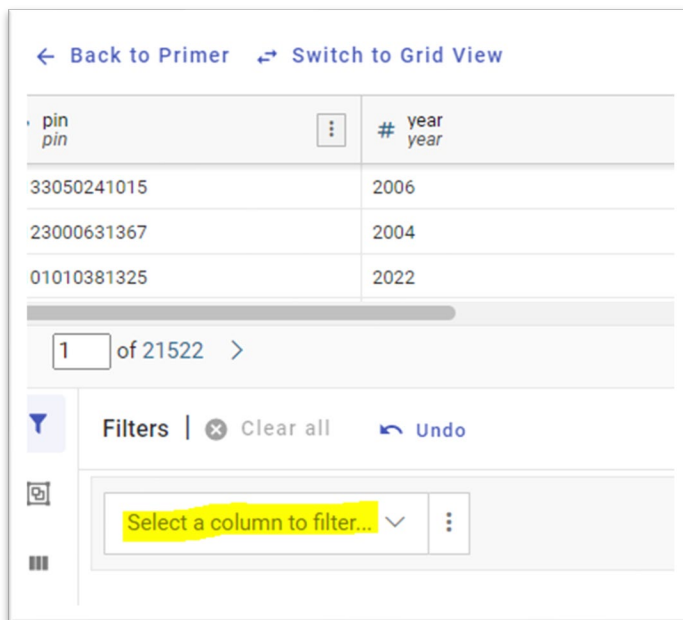 Back to Primer Switch to Grid View
pin # year
pin year
33050241015 2006
23000631367 2004
01010381325 2022
1 of 21522
Filters | Clear all Undo
Select a column to filter...